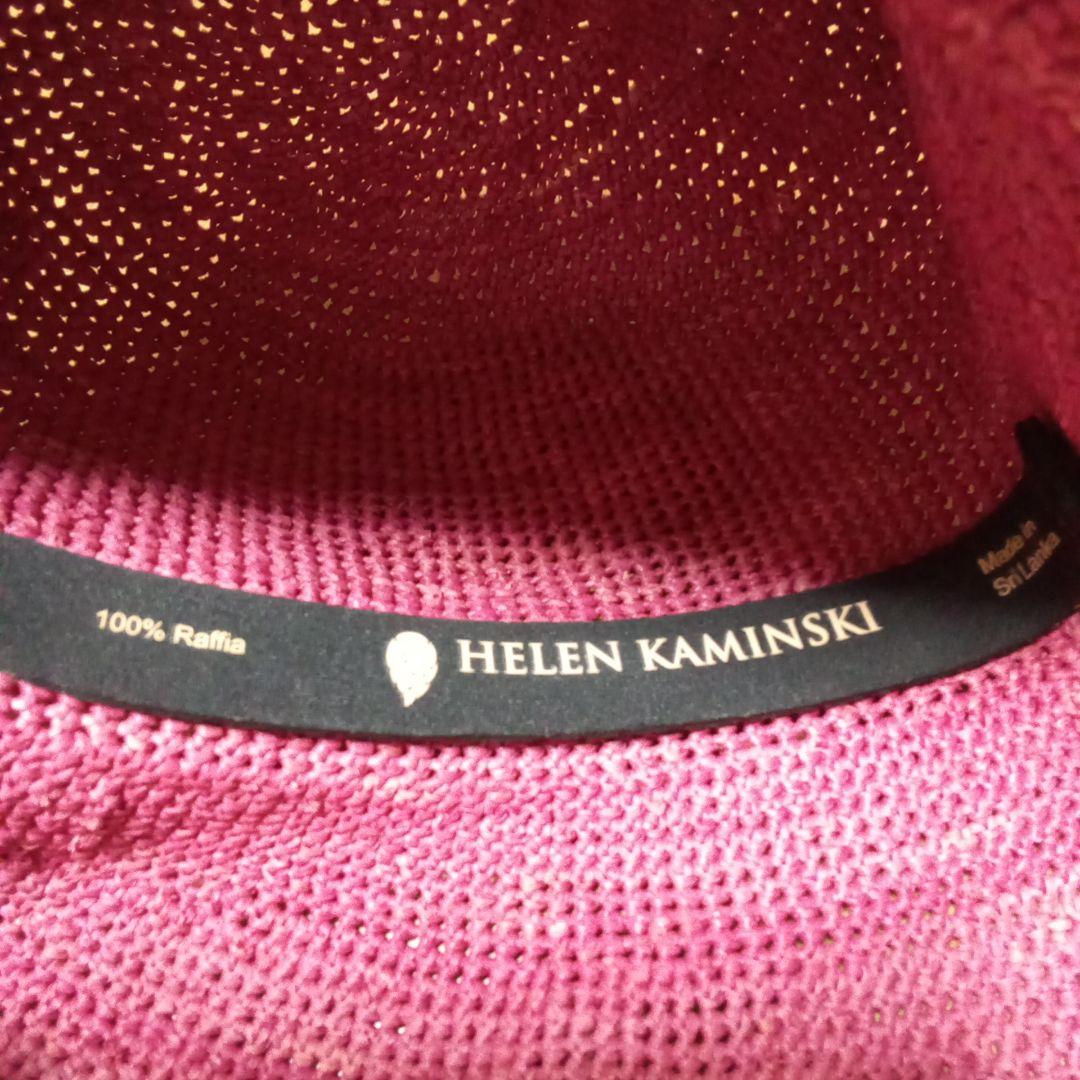 100% Raffia
HELEN KAMINSKI
Made in
Sri Lanka